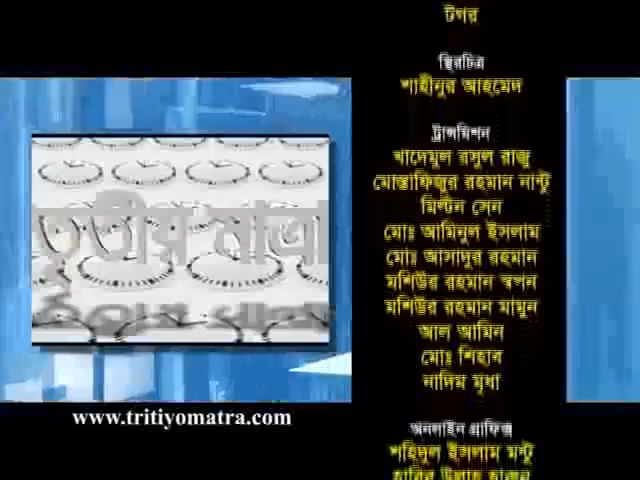 তৃতীয় মাত্রা
www.tritiyomatra.com
টগর
স্থিরচিত্র
শাহীনুর আহমেদ
ট্রান্সমিশন
খাদেমুল রসুল রাজু
মোস্তাফিজুর রহমান নান্টু
মিল্টন সেন
মোঃ আমিনুল ইসলাম
মোঃ আসাদুর রহমান
মশিউর রহমান স্বপন
মশিউর রহমান মামুন
আল আমিন
মোঃ শিহাব
নাদিম মৃধা
অনলাইন গ্রাফিক্স
শহিদুল ইসলাম মন্টু